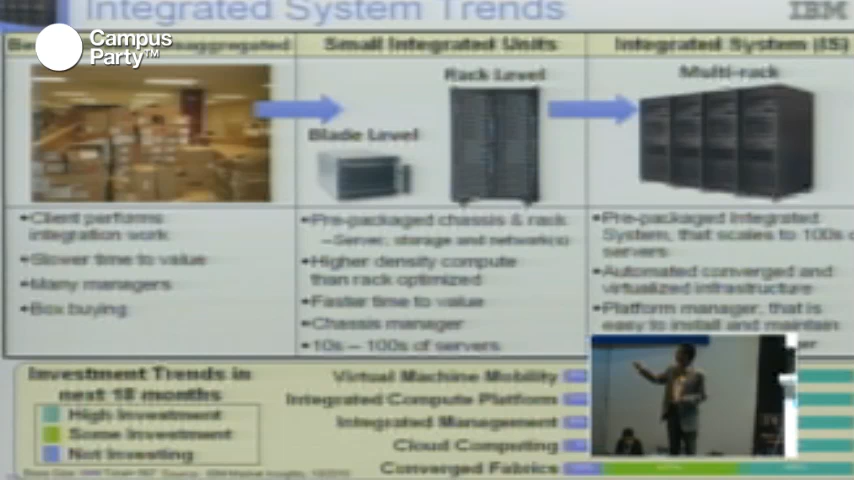 Integrated System Trends
IBM
Campus
Party™
Small Integrated Units
Integrated System (IS)
Rack Level
Multi-rack
Blade Level
•Client performs
integration work
•Slower time to value
•Many managers
•Box buying
•Pre-packaged chassis & rack
–Server, storage and network(s)
•Higher density compute
than rack optimized
•Faster time to value
•Chassis manager
•10s – 100s of servers
•Pre-packaged Integrated
System, that scales to 100s
servers
•Automated converged and
virtualized infrastructure
•Platform manager, that is
easy to install and maintain
Investment Trends in
next 18 months
High Investment
Some Investment
Not Investing
Virtual Machine Mobility
Integrated Compute Platform
Integrated Management
Cloud Computing
Converged Fabrics